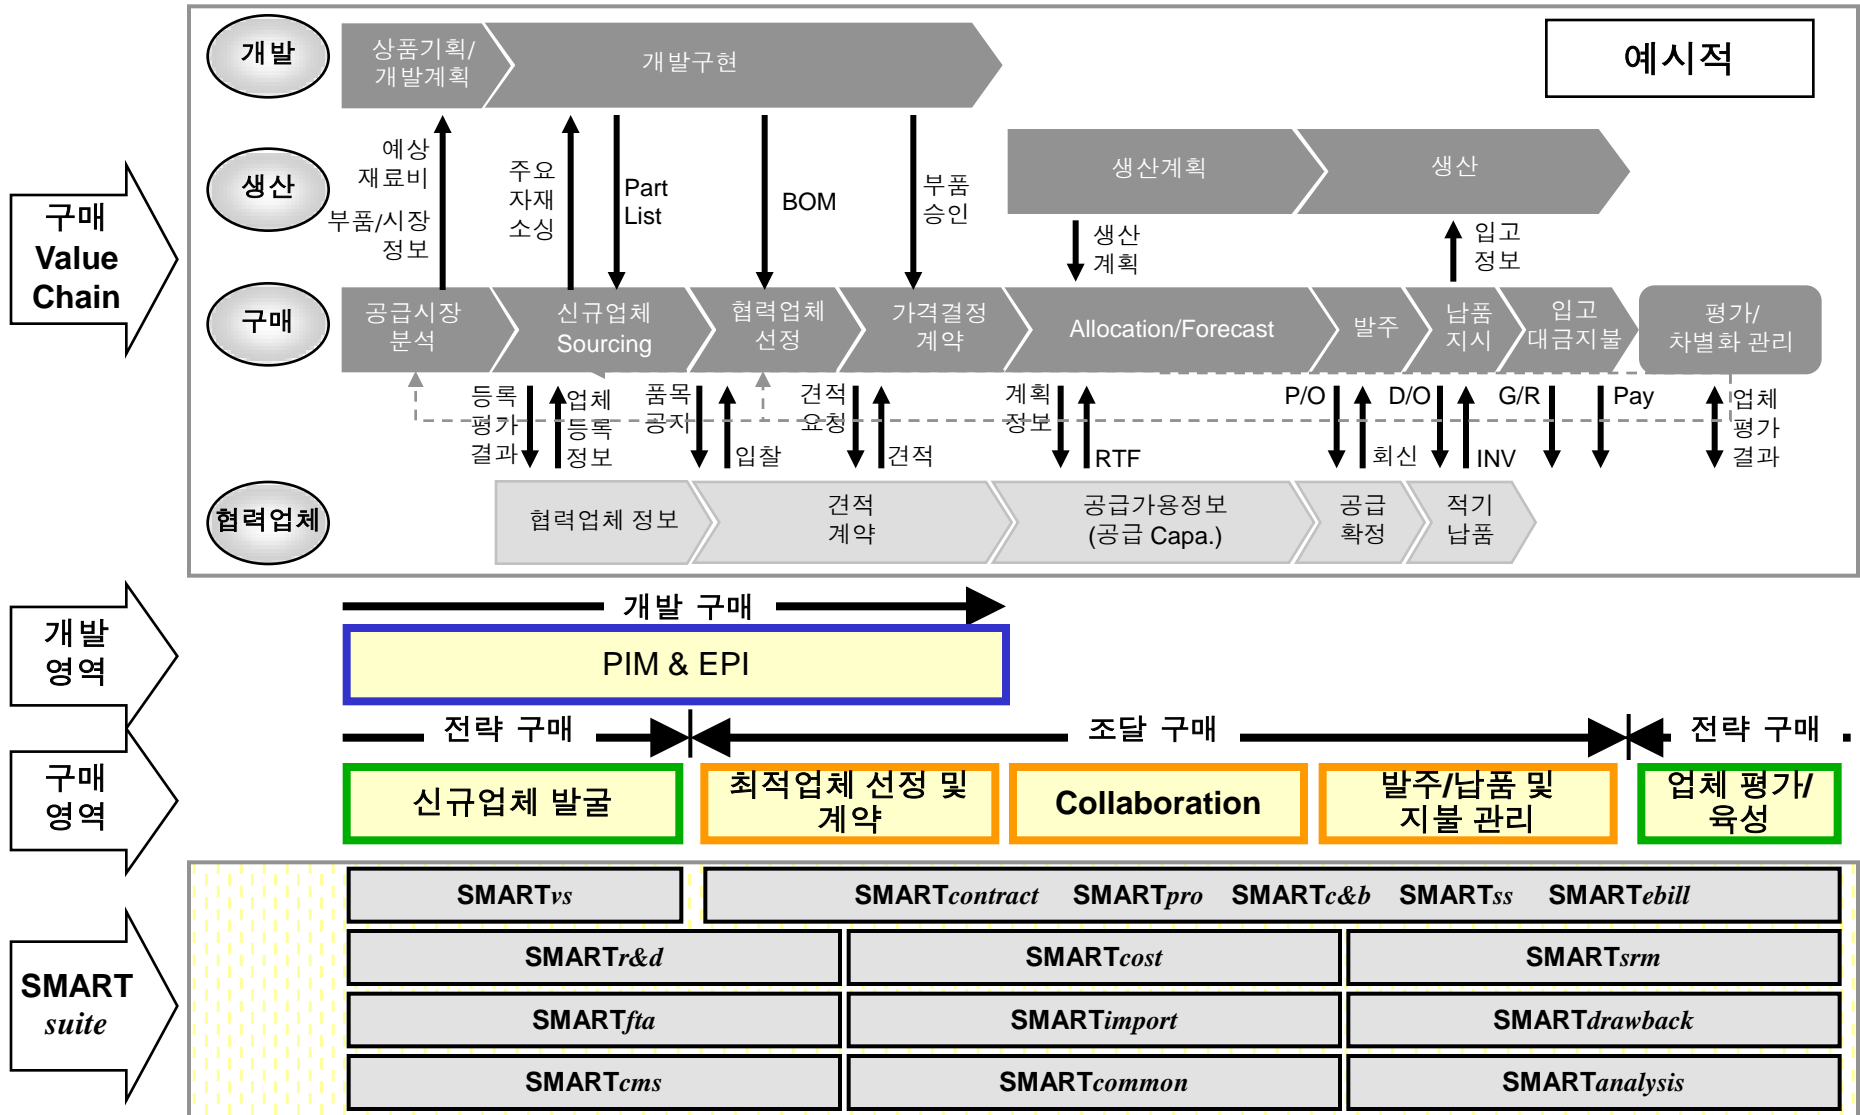 개발
상품기획/
개발계획
개발구현
예시적
구매
Value
Chain
생산
예상
재료비
부품/시장
정보
주요
자재
소싱
Part
List
BOM
부품
승인
생산계획
생산
생산
계획
입고
정보
구매
공급시장
분석
신규업체
Sourcing
협력업체
선정
가격결정
계약
Allocation/Forecast
발주
납품
지시
입고
대금지불
평가/
차별화 관리
등록
평가
결과
업체
등록
정보
품목
공지
입찰
견적
요청
견적
계획
정보
RTF
P/O
회신
D/O
INV
G/R
Pay
업체
평가
결과
협력업체
협력업체 정보
견적
계약
공급가용정보
(공급 Capa.)
공급
확정
적기
납품
개발
영역
개발 구매
PIM & EPI
구매
영역
전략 구매
조달 구매
전략 구매
신규업체 발굴
최적업체 선정 및
계약
Collaboration
발주/납품 및
지불 관리
업체 평가/
육성
SMART
suite
SMARTvs
SMARTcontract SMARTpro SMARTc&b SMARTss SMARTebill
SMARTr&d
SMARTcost
SMARTsrm
SMARTfta
SMARTimport
SMARTdrawback
SMARTcms
SMARTcommon
SMARTanalysis